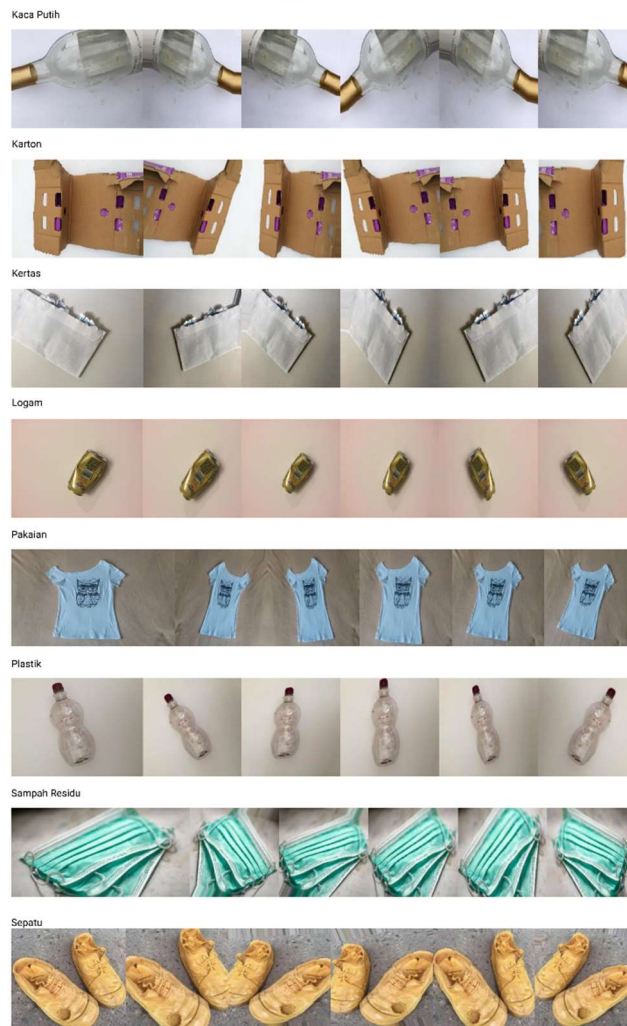 Kaca Putih
Karton
Kertas
Logam
Pakaian
Plastik
Sampah Residu
Sepatu